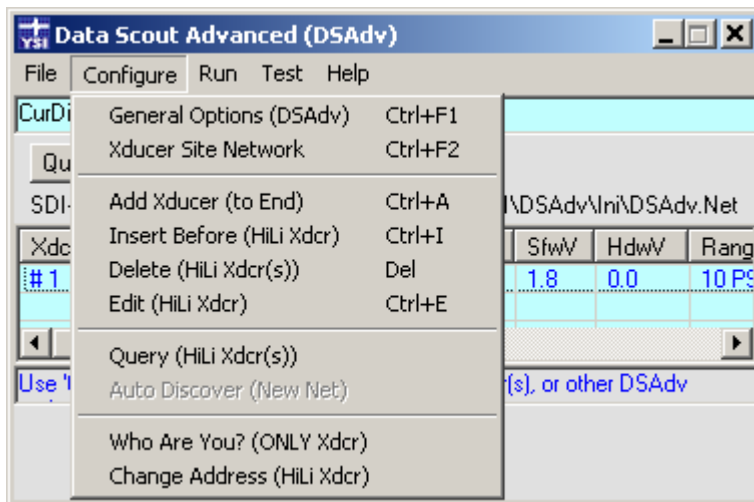 YSI Data Scout Advanced (DSAdv)
File Configure Run Test Help
CurDi
General Options (DSAdv) Ctrl+F1
Xducer Site Network Ctrl+F2
Qu
Add Xducer (to End) Ctrl+A
SDI- \DSAdv\Ini\DSAdv.Net
Insert Before (HiLi Xdcr) Ctrl+I
Xdc SfwV HdwV Rang
Delete (HiLi Xdcr(s)) Del
# 1 1.8 0.0 10 PS
Edit (HiLi Xdcr) Ctrl+E
Query (HiLi Xdcr(s))
Auto Discover (New Net)
Use ' r(s), or other DSAdv
Who Are You? (ONLY Xdcr)
Change Address (HiLi Xdcr)